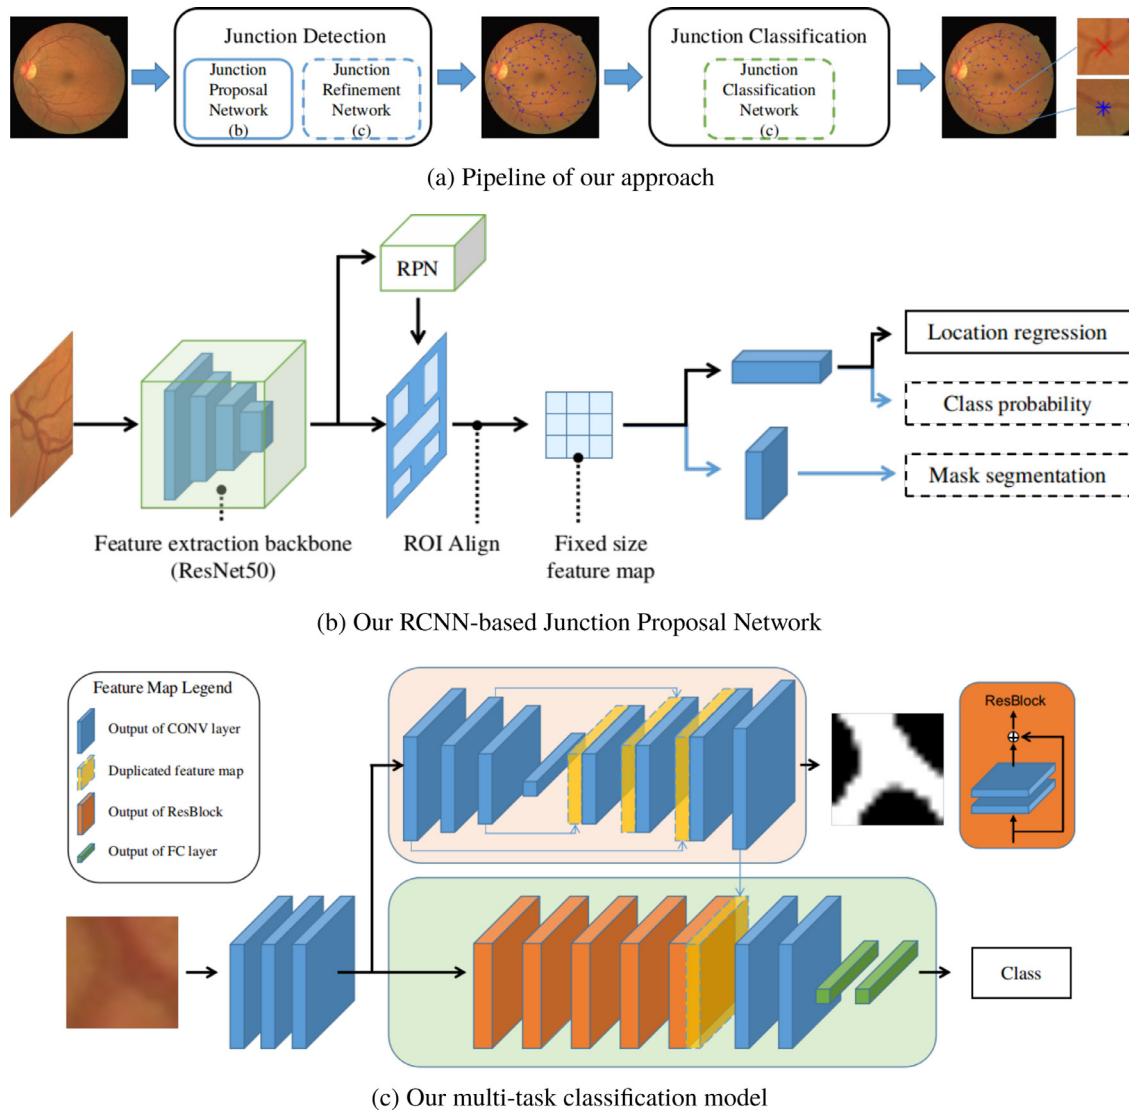 Junction Detection
Junction
Proposal
Network
(b)
Junction
Refinement
Network
(c)
Junction Classification
Junction
Classification
Network
(c)
(a) Pipeline of our approach
RPN
Location regression
Class probability
Mask segmentation
Feature extraction backbone
(ResNet50)
ROI Align
Fixed size
feature map
(b) Our RCNN-based Junction Proposal Network
Feature Map Legend
Output of CONV layer
Duplicated feature map
Output of ResBlock
Output of FC layer
ResBlock
Class
(c) Our multi-task classification model